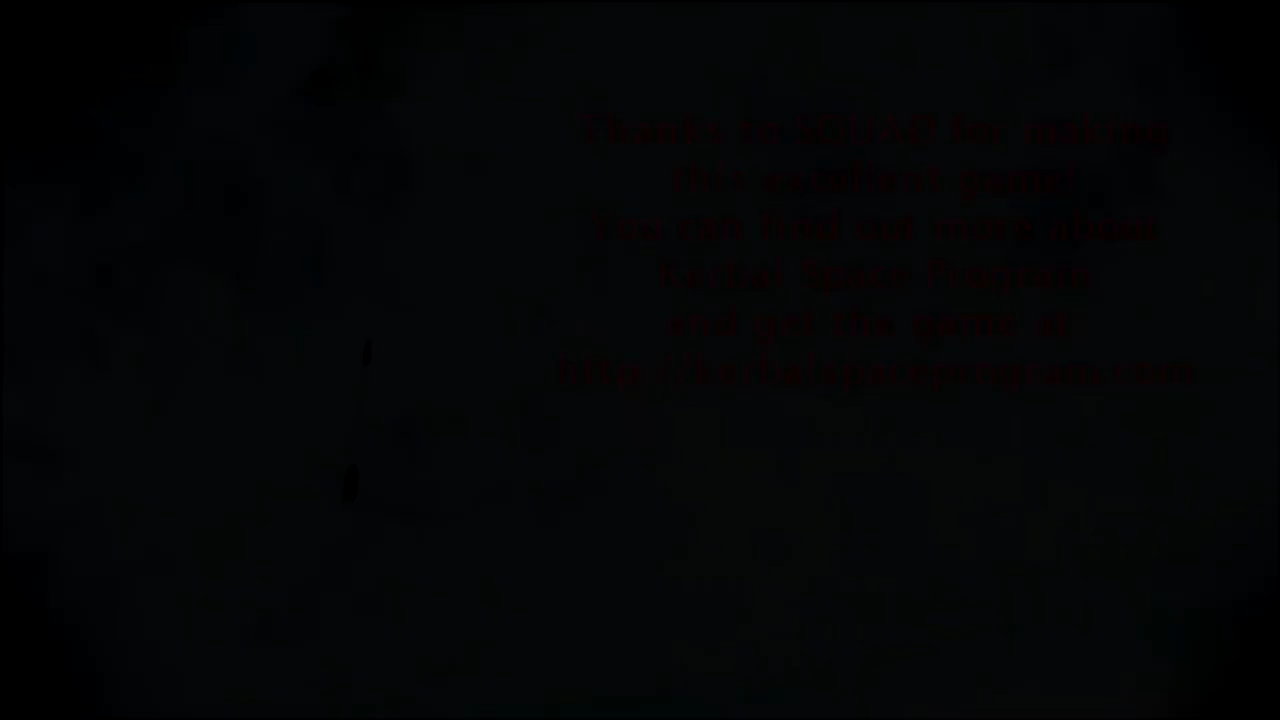 Thanks to SQUAD for making
this excellent game!
You can find out more about
Kerbal Space Program
and get the game at
http://kerbalspaceprogram.com